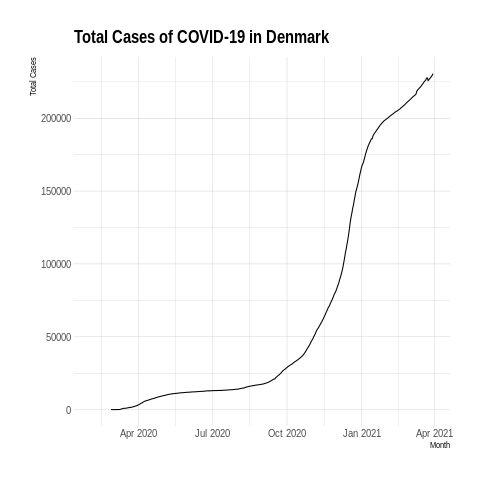 Total Cases of COVID-19 in Denmark
Total Cases
200000
150000
100000
50000
0
Apr 2020 Jul 2020 Oct 2020 Jan 2021 Apr 2021
Month